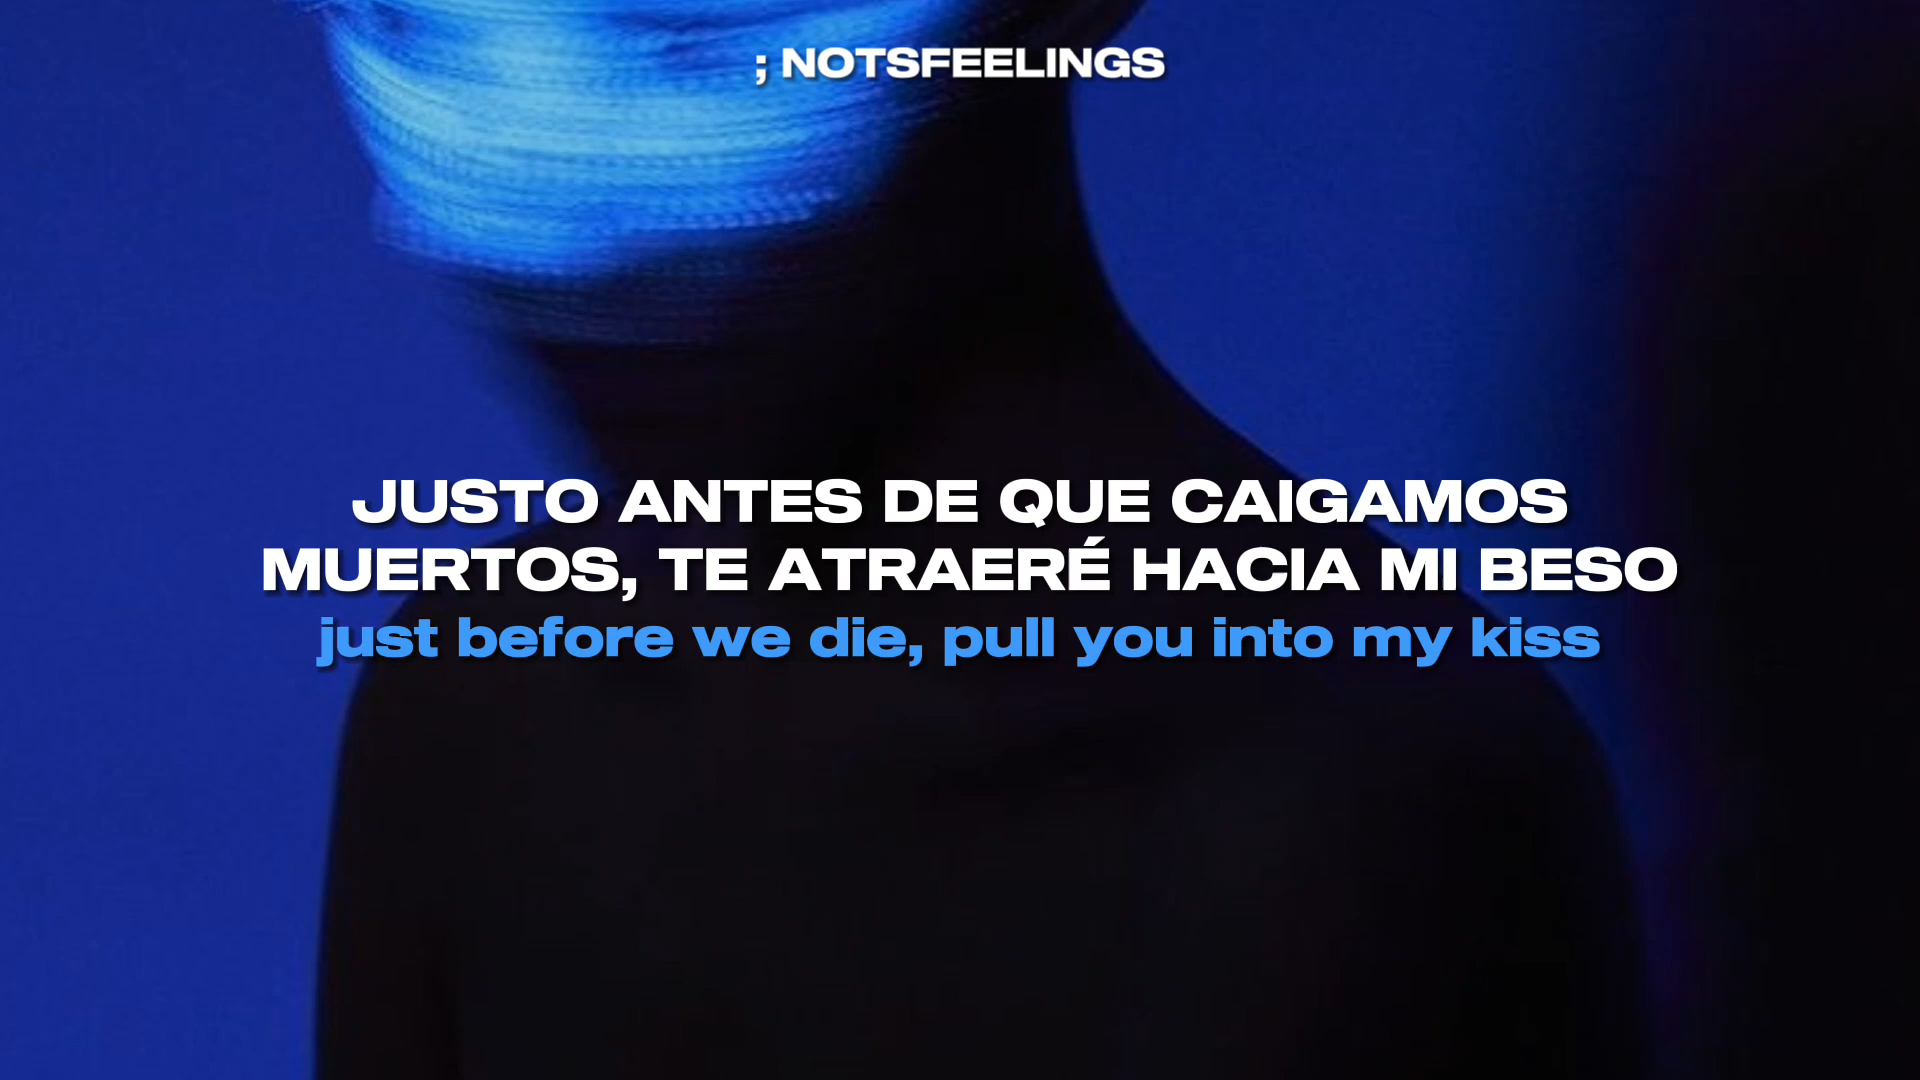 ; NOTSFEELINGS
JUSTO ANTES DE QUE CAIGAMOS
MUERTOS, TE ATRAERÉ HACIA MI BESO
just before we die, pull you into my kiss